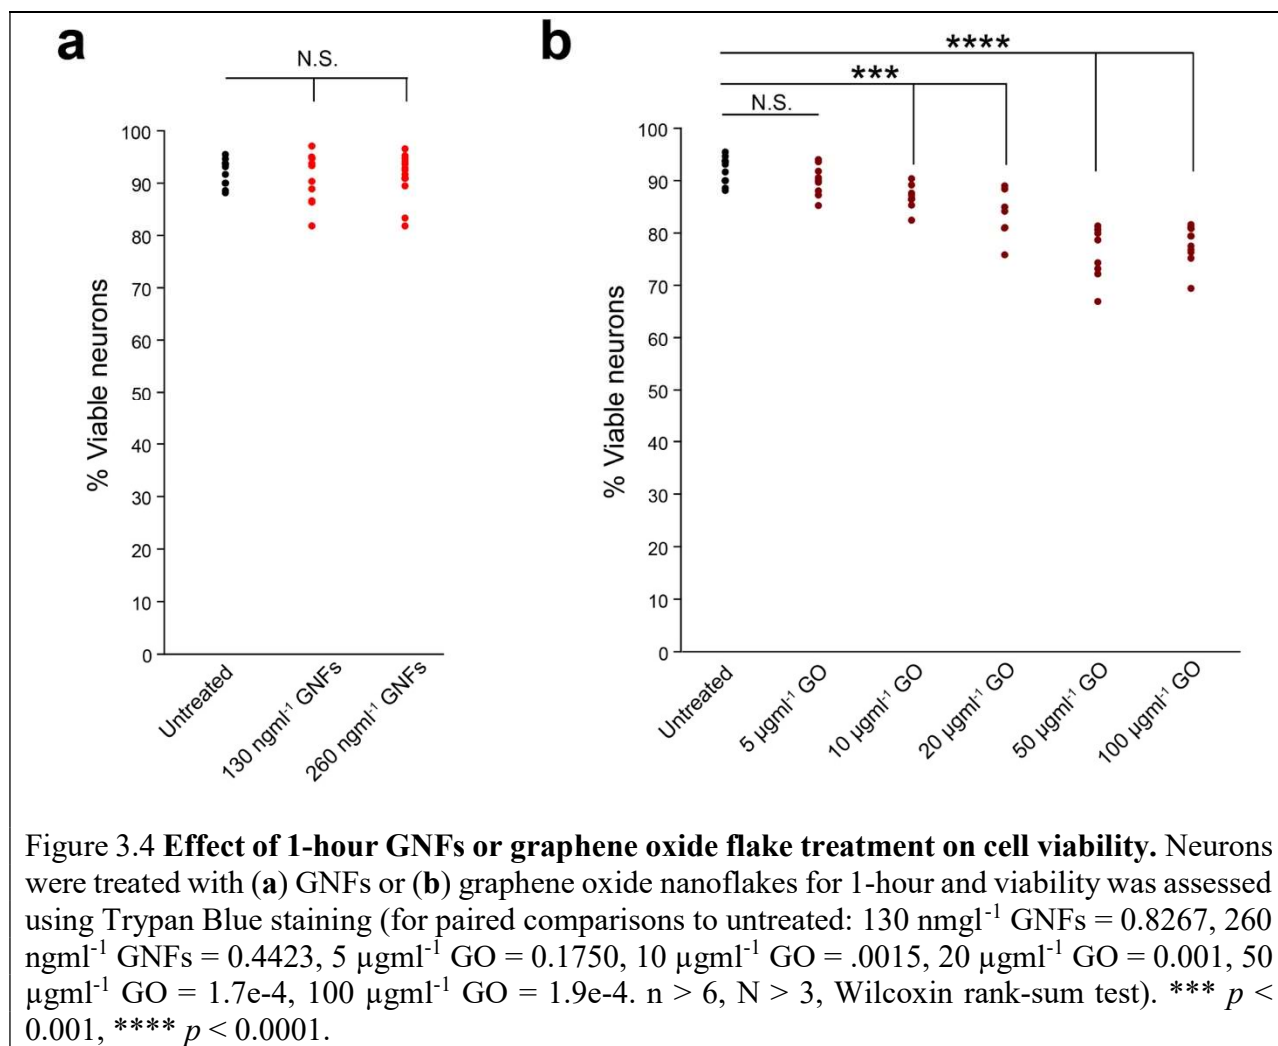 a
N.S.
100
90
80
70
60
50
40
30
20
10
0
% Viable neurons
Untreated
130 ngml⁻¹ GNFs
260 ngml⁻¹ GNFs
b
****
***
N.S.
100
90
80
70
60
50
40
30
20
10
0
% Viable neurons
Untreated
5 µgml⁻¹ GO
10 µgml⁻¹ GO
20 µgml⁻¹ GO
50 µgml⁻¹ GO
100 µgml⁻¹ GO
Figure 3.4 Effect of 1-hour GNFs or graphene oxide flake treatment on cell viability. Neurons
were treated with (a) GNFs or (b) graphene oxide nanoflakes for 1-hour and viability was assessed
using Trypan Blue staining (for paired comparisons to untreated: 130 nmgl⁻¹ GNFs = 0.8267, 260
ngml⁻¹ GNFs = 0.4423, 5 µgml⁻¹ GO = 0.1750, 10 µgml⁻¹ GO = .0015, 20 µgml⁻¹ GO = 0.001, 50
µgml⁻¹ GO = 1.7e-4, 100 µgml⁻¹ GO = 1.9e-4. n > 6, N > 3, Wilcoxin rank-sum test). *** p <
0.001, **** p < 0.0001.